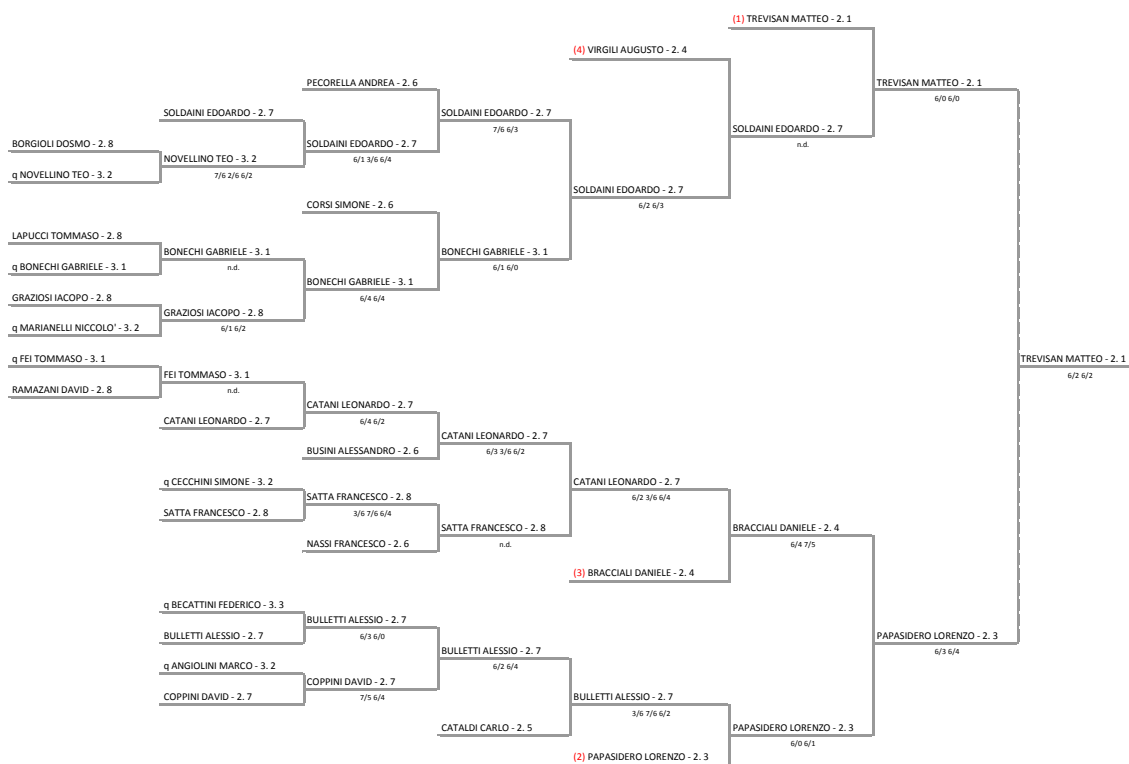 (1) TREVISAN MATTEO - 2. 1
(4) VIRGILI AUGUSTO - 2. 4
PECORELLA ANDREA - 2. 6
TREVISAN MATTEO - 2. 1
6/0 6/0
SOLDAINI EDOARDO - 2. 7
SOLDAINI EDOARDO - 2. 7
7/6 6/3
SOLDAINI EDOARDO - 2. 7
n.d.
BORGIOLI DOSMO - 2. 8
SOLDAINI EDOARDO - 2. 7
6/1 3/6 6/4
NOVELLINO TEO - 3. 2
7/6 2/6 6/2
q NOVELLINO TEO - 3. 2
SOLDAINI EDOARDO - 2. 7
6/2 6/3
CORSI SIMONE - 2. 6
LAPUCCI TOMMASO - 2. 8
BONECHI GABRIELE - 3. 1
n.d.
BONECHI GABRIELE - 3. 1
6/1 6/0
q BONECHI GABRIELE - 3. 1
BONECHI GABRIELE - 3. 1
6/4 6/4
GRAZIOSI IACOPO - 2. 8
GRAZIOSI IACOPO - 2. 8
6/1 6/2
q MARIANELLI NICCOLO' - 3. 2
q FEI TOMMASO - 3. 1
TREVISAN MATTEO - 2. 1
6/2 6/2
FEI TOMMASO - 3. 1
n.d.
RAMAZANI DAVID - 2. 8
CATANI LEONARDO - 2. 7
6/4 6/2
CATANI LEONARDO - 2. 7
CATANI LEONARDO - 2. 7
6/3 3/6 6/2
BUSINI ALESSANDRO - 2. 6
q CECCHINI SIMONE - 3. 2
CATANI LEONARDO - 2. 7
6/2 3/6 6/4
SATTA FRANCESCO - 2. 8
3/6 7/6 6/4
SATTA FRANCESCO - 2. 8
SATTA FRANCESCO - 2. 8
n.d.
BRACCIALI DANIELE - 2. 4
6/4 7/5
NASSI FRANCESCO - 2. 6
(3) BRACCIALI DANIELE - 2. 4
q BECATTINI FEDERICO - 3. 3
BULLETTI ALESSIO - 2. 7
6/3 6/0
BULLETTI ALESSIO - 2. 7
PAPASIDERO LORENZO - 2. 3
6/3 6/4
BULLETTI ALESSIO - 2. 7
6/2 6/4
q ANGIOLINI MARCO - 3. 2
COPPINI DAVID - 2. 7
7/5 6/4
COPPINI DAVID - 2. 7
BULLETTI ALESSIO - 2. 7
3/6 7/6 6/2
CATALDI CARLO - 2. 5
PAPASIDERO LORENZO - 2. 3
6/0 6/1
(2) PAPASIDERO LORENZO - 2. 3